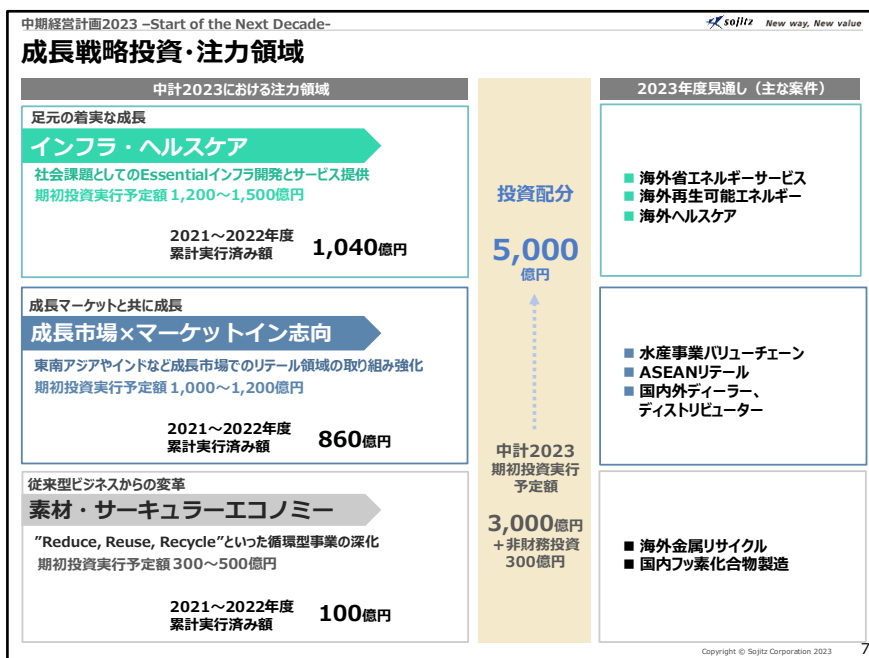 中期経営計画2023 –Start of the Next Decade-
sojitz New way, New value
成長戦略投資･注力領域
中計2023における注力領域
足元の着実な成長
インフラ・ヘルスケア
社会課題としてのEssentialインフラ開発とサービス提供
期初投資実行予定額 1,200～1,500億円
2021～2022年度
累計実行済み額 1,040億円
成長マーケットと共に成長
成長市場×マーケットイン志向
東南アジアやインドなど成長市場でのリテール領域の取り組み強化
期初投資実行予定額 1,000～1,200億円
2021～2022年度
累計実行済み額 860億円
従来型ビジネスからの変革
素材・サーキュラーエコノミー
”Reduce, Reuse, Recycle”といった循環型事業の深化
期初投資実行予定額 300～500億円
2021～2022年度
累計実行済み額 100億円
投資配分
5,000
億円
中計2023
期初投資実行
予定額
3,000億円
＋非財務投資
300億円
2023年度見通し（主な案件）
■ 海外省エネルギーサービス
■ 海外再生可能エネルギー
■ 海外ヘルスケア
■ 水産事業バリューチェーン
■ ASEANリテール
■ 国内外ディーラー、
ディストリビューター
■ 海外金属リサイクル
■ 国内フッ素化合物製造
Copyright © Sojitz Corporation 2023 7